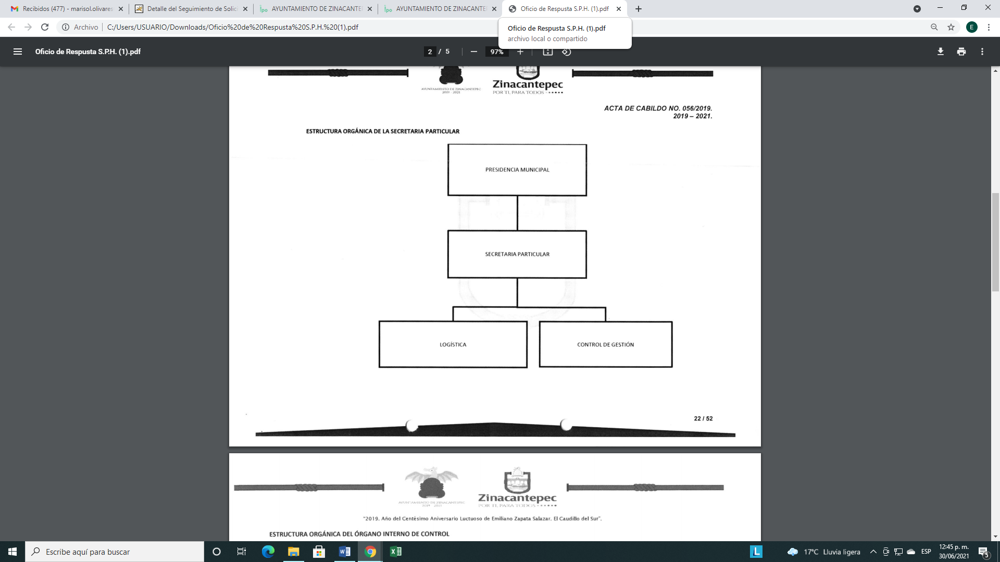 Recibidos (477) - marisol.olivares
Detalle del Seguimiento de Solic
ipo AYUNTAMIENTO DE ZINACANTE
ipo AYUNTAMIENTO DE ZINACANTE
Oficio de Respusta S.P.H. (1).pdf
Archivo
C:/Users/USUARIO/Downloads/Oficio%20de%20Respusta%20S.P.H.%20(1).pdf
E
Oficio de Respusta S.P.H. (1).pdf
archivo local o compartido
Oficio de Respusta S.P.H. (1).pdf
2 / 5
97%
AYUNTAMIENTO DE ZINACANTEPEC
2019 - 2021
Zinacantepec
POR TI, PARA TODOS
ACTA DE CABILDO NO. 056/2019.
2019 – 2021.
ESTRUCTURA ORGÁNICA DE LA SECRETARIA PARTICULAR
PRESIDENCIA MUNICIPAL
SECRETARIA PARTICULAR
LOGÍSTICA
CONTROL DE GESTIÓN
22 / 52
AYUNTAMIENTO DE ZINACANTEPEC
2019 - 2021
Zinacantepec
POR TI, PARA TODOS
"2019. Año del Centésimo Aniversario Luctuoso de Emiliano Zapata Salazar. El Caudillo del Sur".
ESTRUCTURA ORGÁNICA DEL ÓRGANO INTERNO DE CONTROL
Escribe aquí para buscar
L
17°C Lluvia ligera
ESP
12:45 p. m.
30/06/2021
5